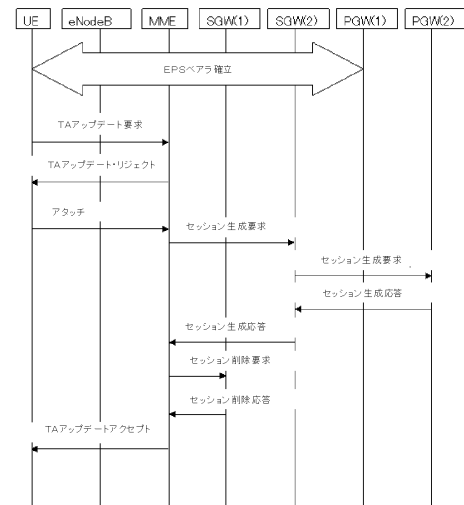 UE eNodeB MME SGW(1) SGW(2) PGW(1) PGW(2)
EPSベアラ確立
TAアップデート要求
TAアップデート・リジェクト
アタッチ
セッション生成要求
セッション生成要求
セッション生成応答
セッション生成応答
セッション削除要求
セッション削除応答
TAアップデートアクセプト